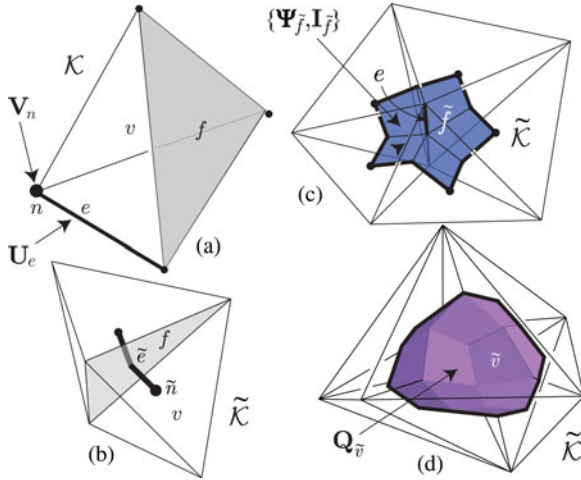 𝒦
V_n
v
f
n
e
U_e
(a)
f
ẽ
ñ
v
𝒦̃
(b)
{Ψ_f̃,I_f̃}
e
f̃
𝒦̃
(c)
ṽ
Q_ṽ
(d)
𝒦̃